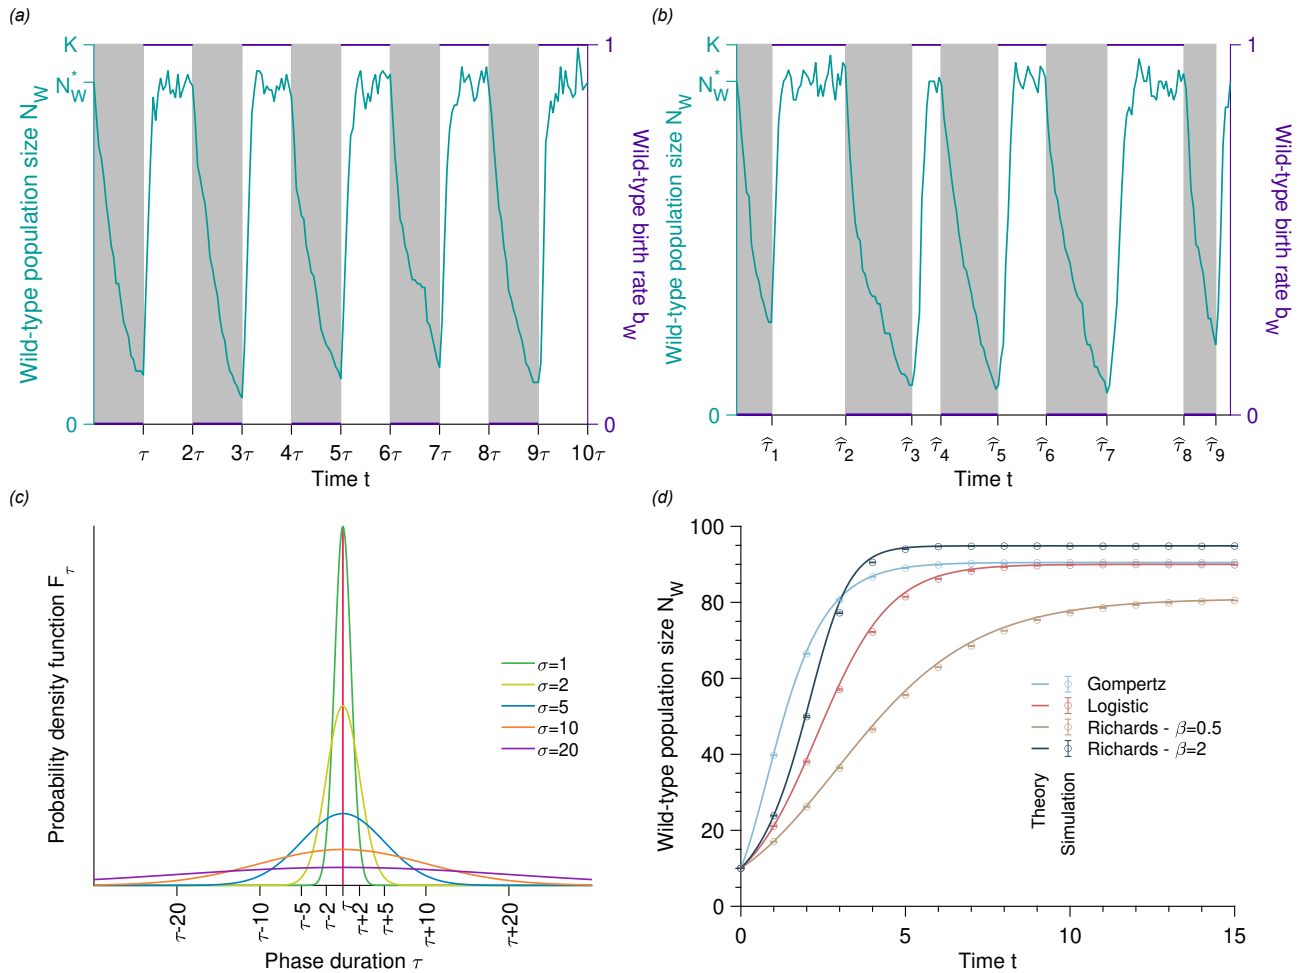 (a)
K
N*W
0
Wild-type population size NW
1
0
Wild-type birth rate bW
τ 2τ 3τ 4τ 5τ 6τ 7τ 8τ 9τ 10τ
Time t
(b)
K
N*W
0
Wild-type population size NW
1
0
Wild-type birth rate bW
τ̂1 τ̂2 τ̂3 τ̂4 τ̂5 τ̂6 τ̂7 τ̂8 τ̂9
Time t
(c)
Probability density function Fτ
σ=1
σ=2
σ=5
σ=10
σ=20
τ-20 τ-10 τ-5 τ-2 τ τ+2 τ+5 τ+10 τ+20
Phase duration τ
(d)
Wild-type population size NW
100
80
60
40
20
0
Gompertz
Logistic
Richards - β=0.5
Richards - β=2
Theory
Simulation
0 5 10 15
Time t